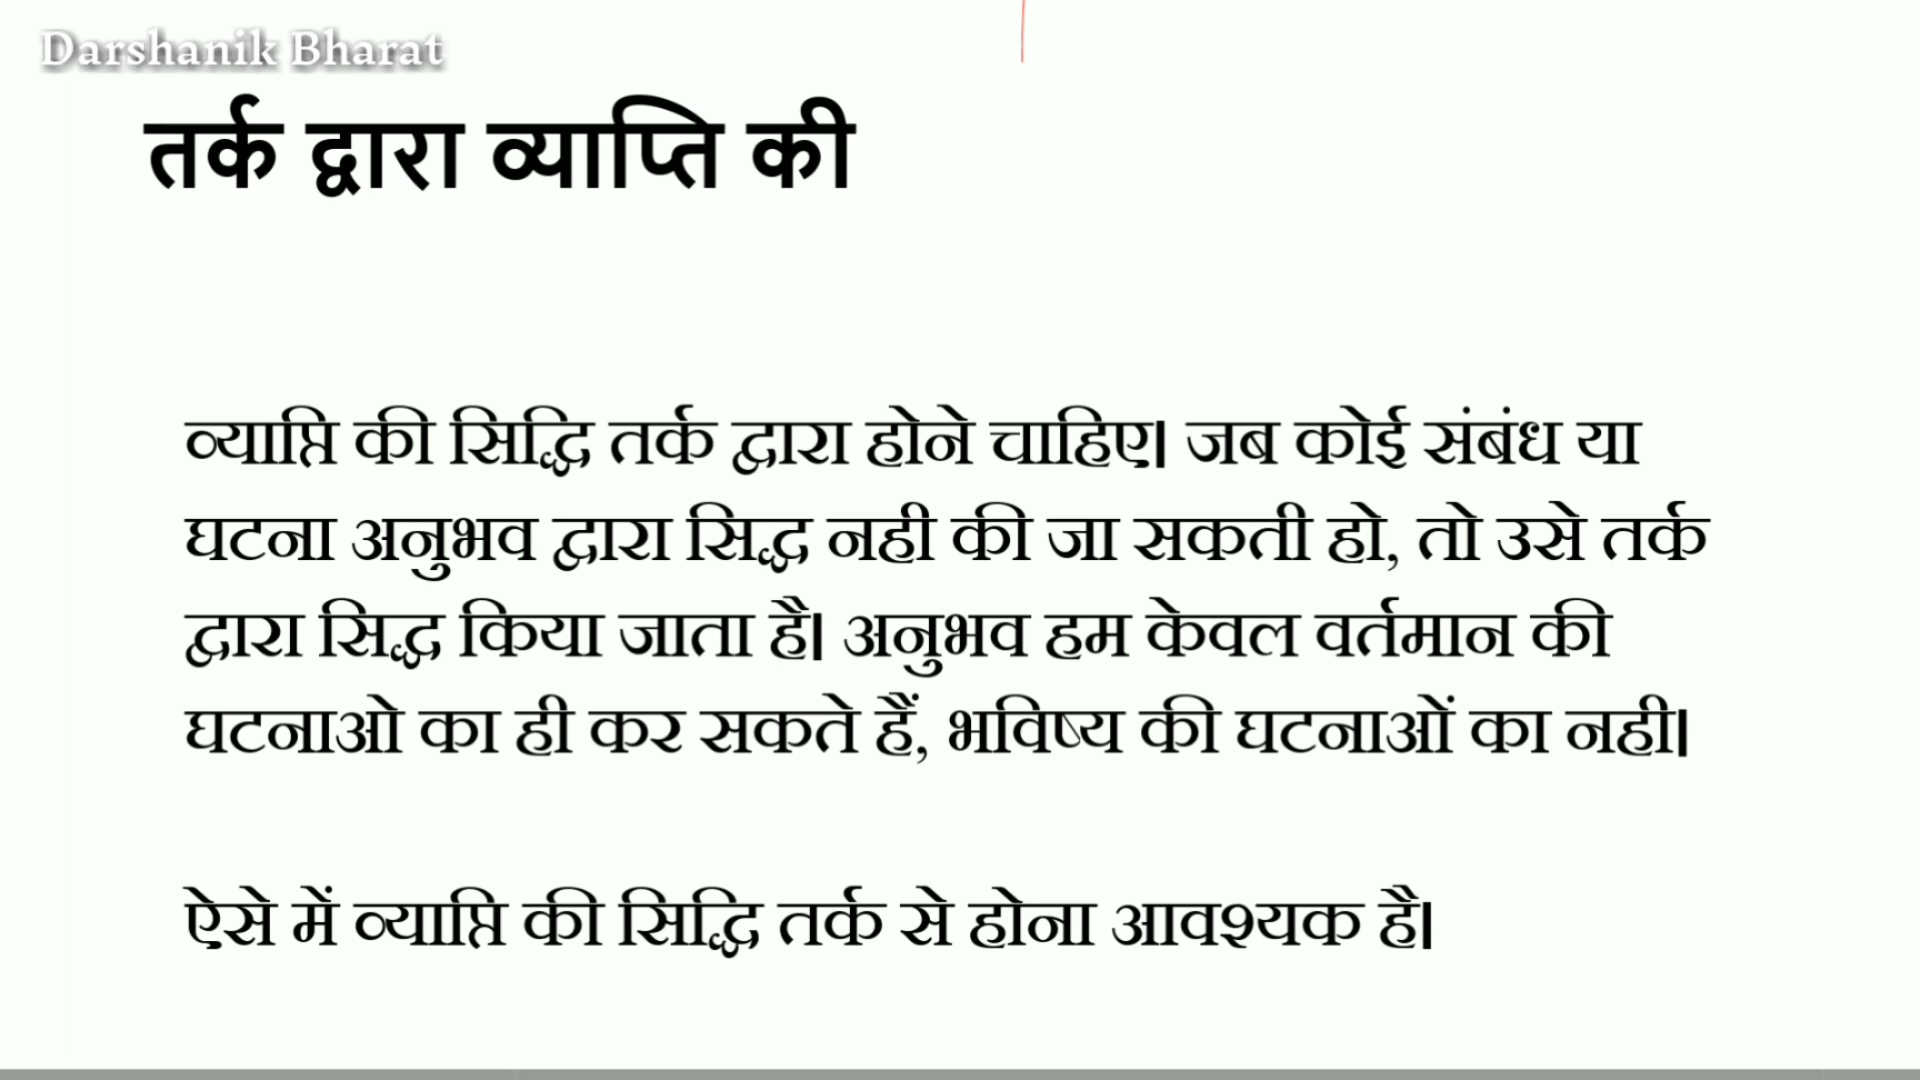 Darshanik Bharat
तर्क द्वारा व्याप्ति की
व्याप्ति की सिद्धि तर्क द्वारा होने चाहिए। जब कोई संबंध या
घटना अनुभव द्वारा सिद्ध नही की जा सकती हो, तो उसे तर्क
द्वारा सिद्ध किया जाता है। अनुभव हम केवल वर्तमान की
घटनाओ का ही कर सकते हैं, भविष्य की घटनाओं का नही।
ऐसे में व्याप्ति की सिद्धि तर्क से होना आवश्यक है।